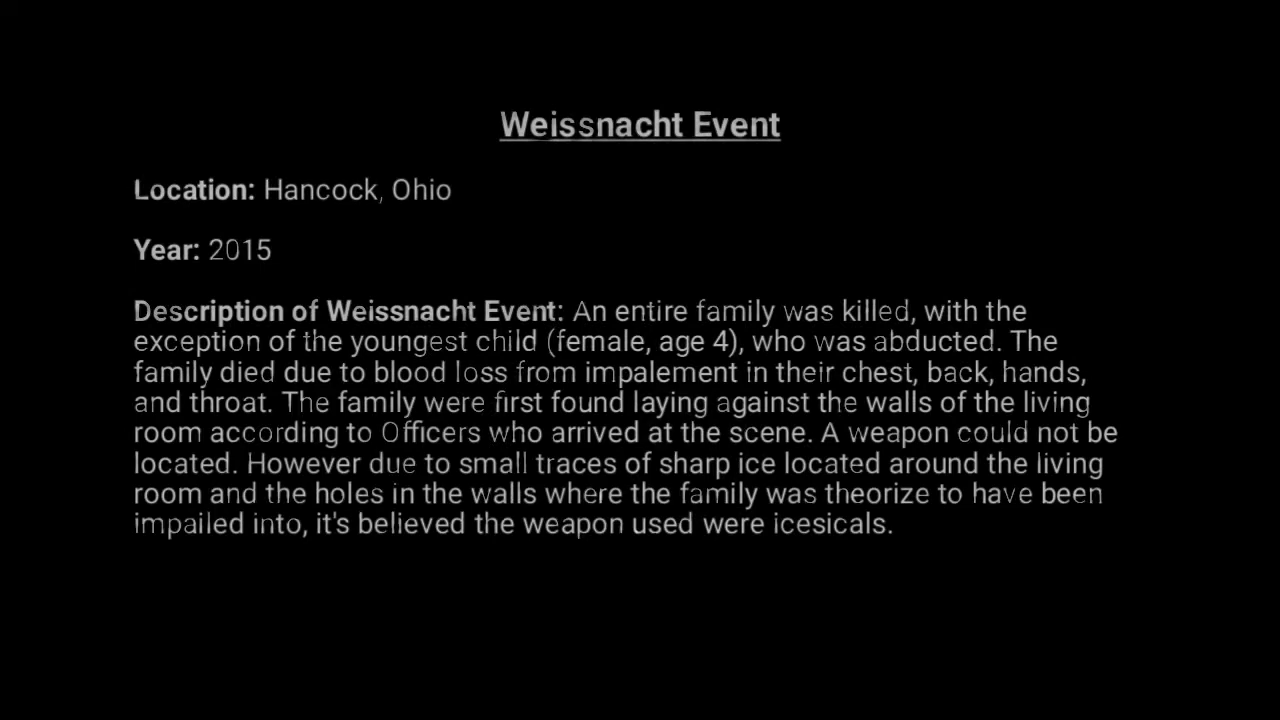 Weissnacht Event
Location: Hancock, Ohio
Year: 2015
Description of Weissnacht Event: An entire family was killed, with the
exception of the youngest child (female, age 4), who was abducted. The
family died due to blood loss from impalement in their chest, back, hands,
and throat. The family were first found laying against the walls of the living
room according to Officers who arrived at the scene. A weapon could not be
located. However due to small traces of sharp ice located around the living
room and the holes in the walls where the family was theorize to have been
impailed into, it's believed the weapon used were icesicals.